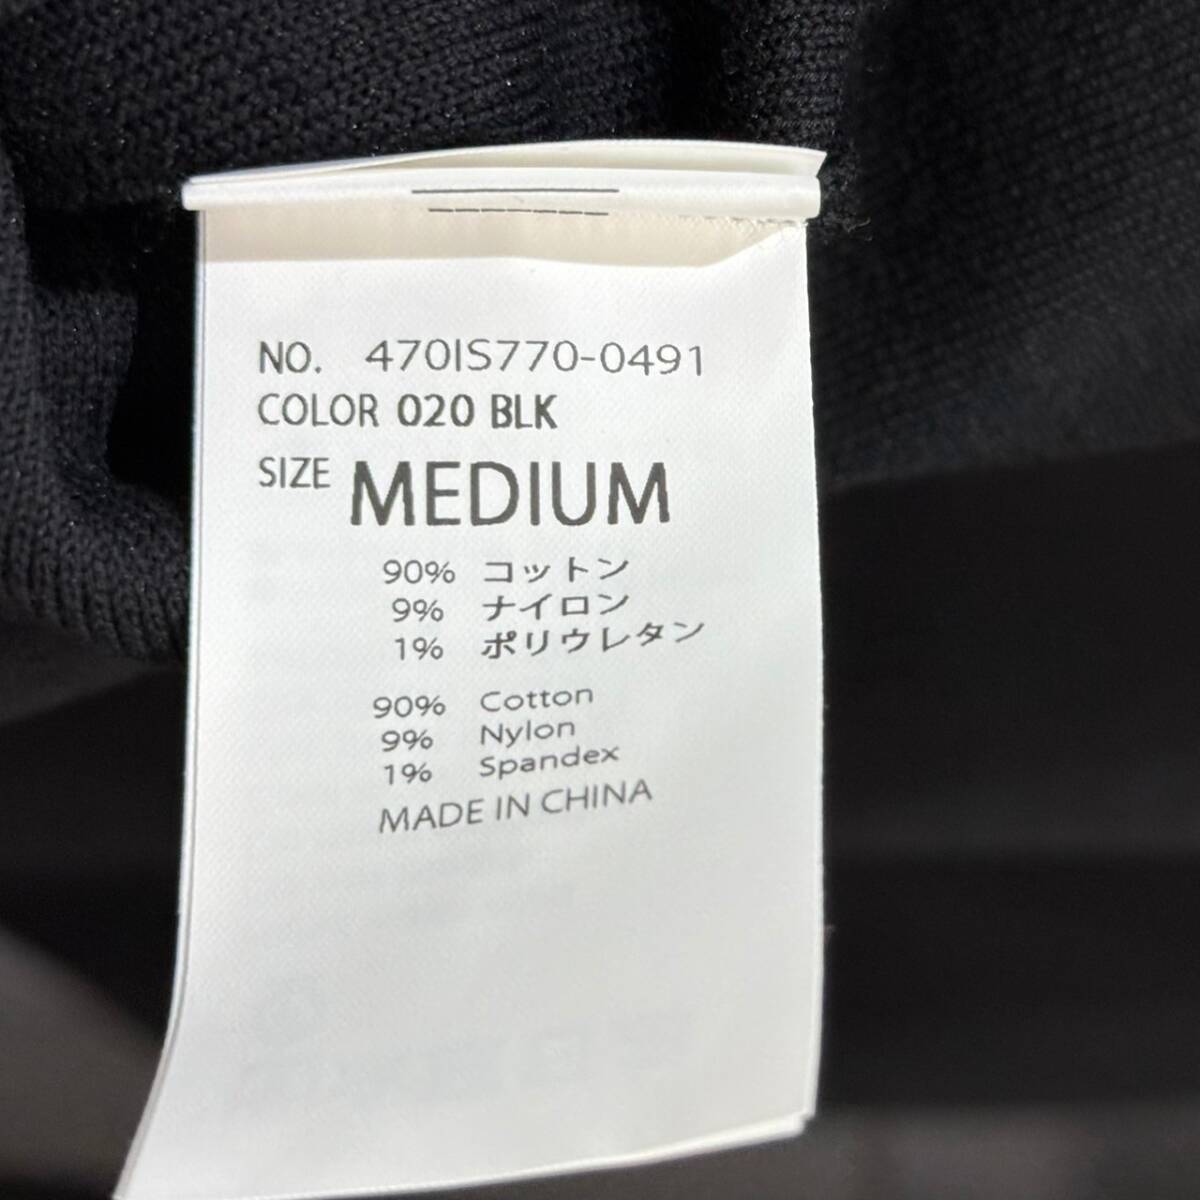 NO. 470IS770-0491
COLOR 020 BLK
SIZE MEDIUM
90% コットン
9% ナイロン
1% ポリウレタン
90% Cotton
9% Nylon
1% Spandex
MADE IN CHINA